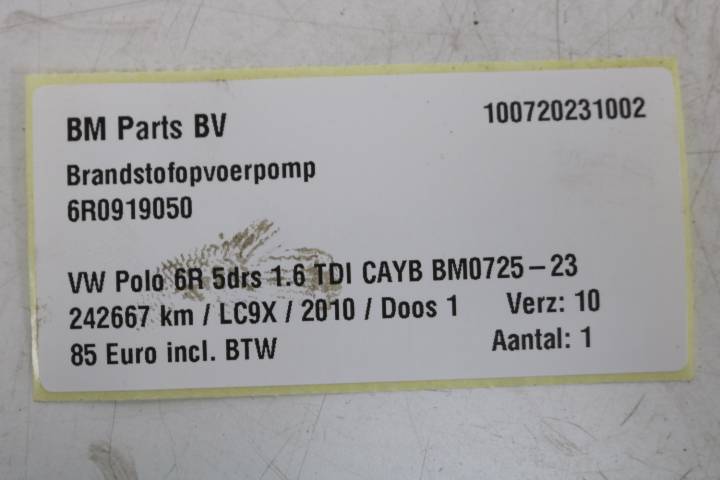 BM Parts BV 100720231002
Brandstofopvoerpomp
6R0919050
VW Polo 6R 5drs 1.6 TDI CAYB BM0725-23
242667 km / LC9X / 2010 / Doos 1 Verz: 10
85 Euro incl. BTW Aantal: 1